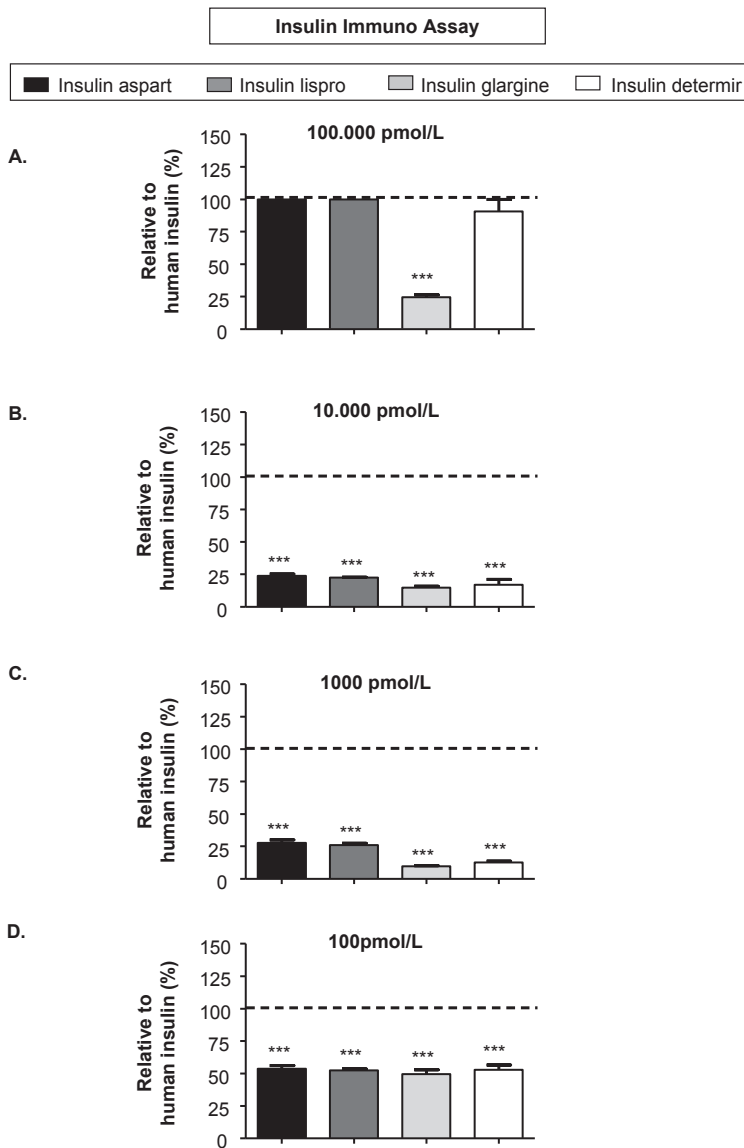 Insulin Immuno Assay
Insulin aspart Insulin lispro Insulin glargine Insulin determir
A.
100.000 pmol/L
Relative to
human insulin (%)
150
125
100
75
50
25
0
***
B.
10.000 pmol/L
Relative to
human insulin (%)
150
125
100
75
50
25
0
*** *** *** ***
C.
1000 pmol/L
Relative to
human insulin (%)
150
125
100
75
50
25
0
*** *** *** ***
D.
100pmol/L
Relative to
human insulin (%)
150
125
100
75
50
25
0
*** *** *** ***